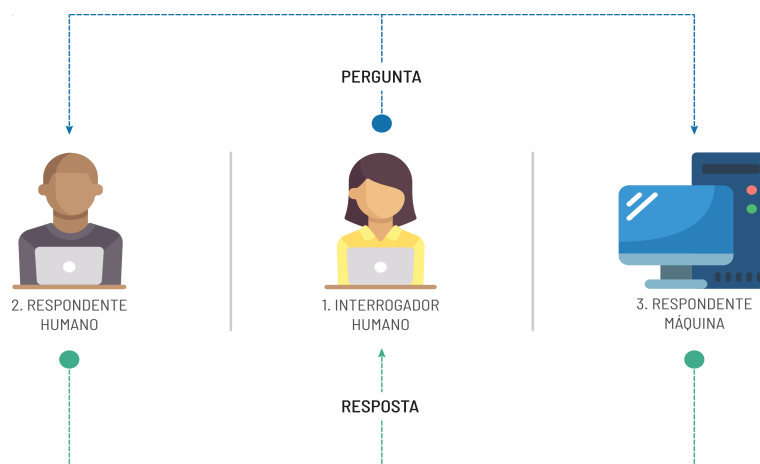 PERGUNTA
2. RESPONDENTE
HUMANO
1. INTERROGADOR
HUMANO
3. RESPONDENTE
MÁQUINA
RESPOSTA